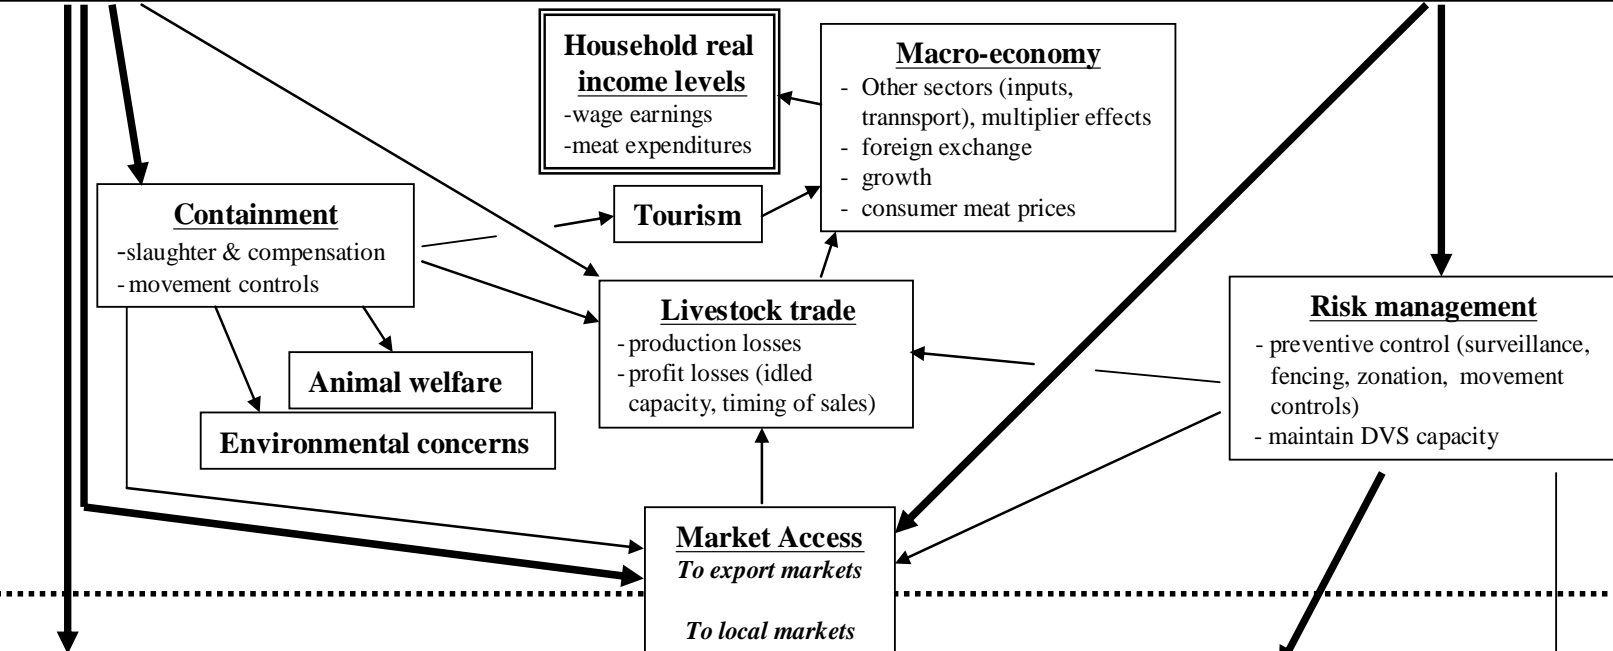 Household real
income levels
-wage earnings
-meat expenditures
Macro-economy
- Other sectors (inputs,
trannsport), multiplier effects
- foreign exchange
- growth
- consumer meat prices
Containment
-slaughter & compensation
- movement controls
Tourism
Livestock trade
- production losses
- profit losses (idled
capacity, timing of sales)
Risk management
- preventive control (surveillance,
fencing, zonation, movement
controls)
- maintain DVS capacity
Animal welfare
Environmental concerns
Market Access
To export markets
To local markets